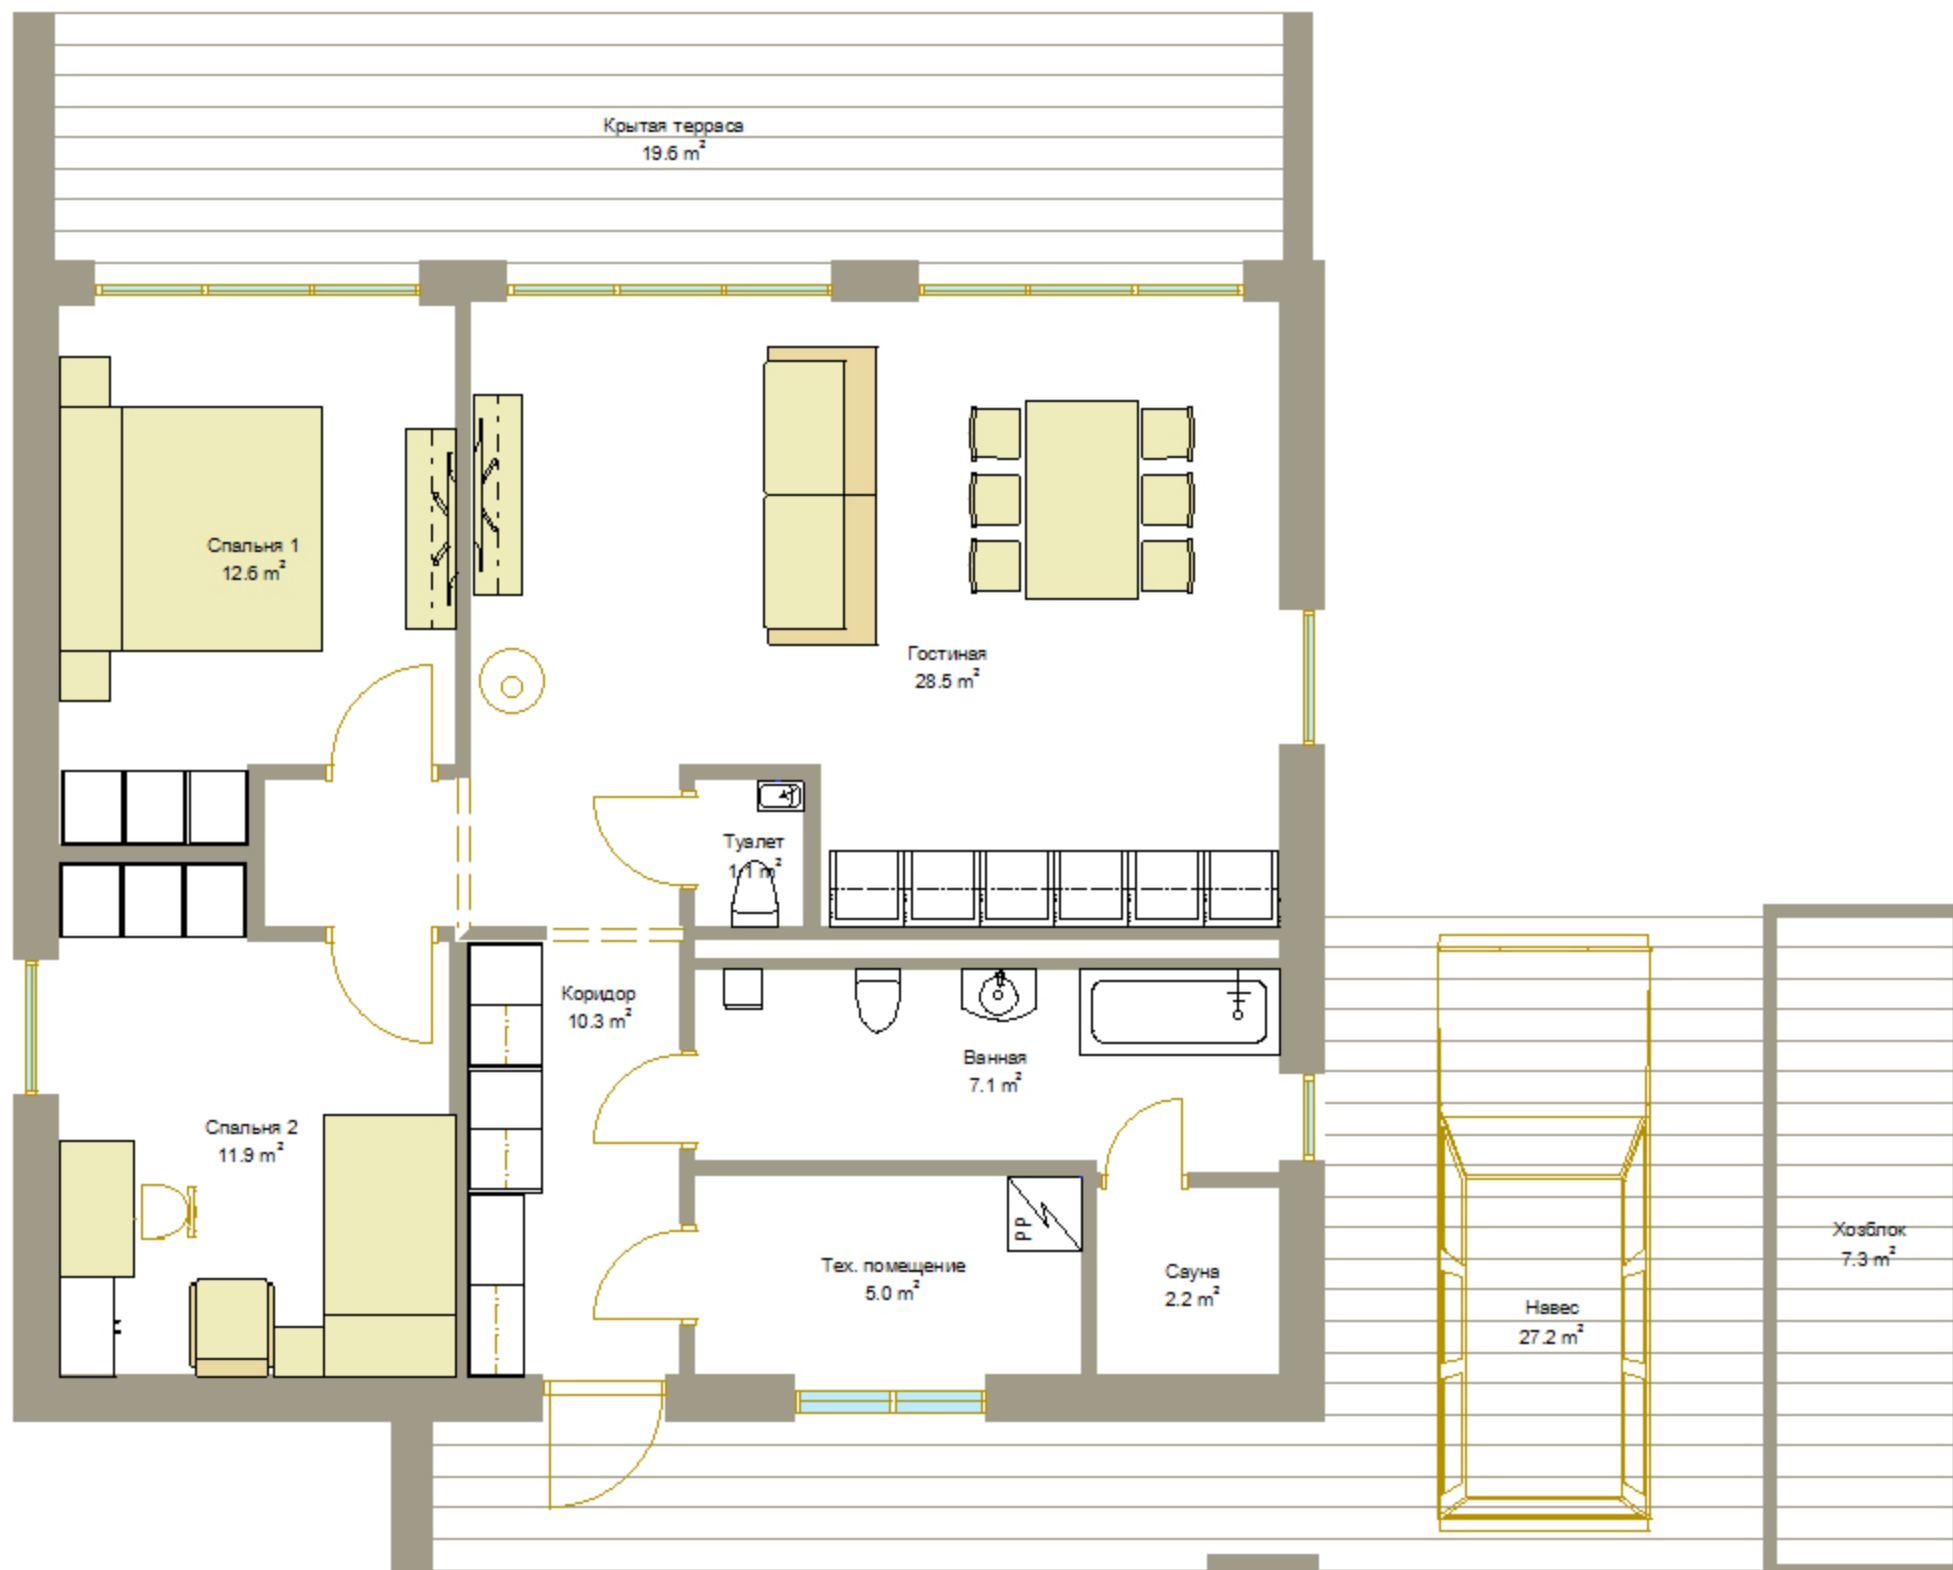 Крытая терраса
19.6 m²
Спальня 1
12.6 m²
Гостиная
28.5 m²
Туалет
1.1 m²
Коридор
10.3 m²
Ванная
7.1 m²
Спальня 2
11.9 m²
PP
Тех. помещение
5.0 m²
Сауна
2.2 m²
Навес
27.2 m²
Хозблок
7.3 m²